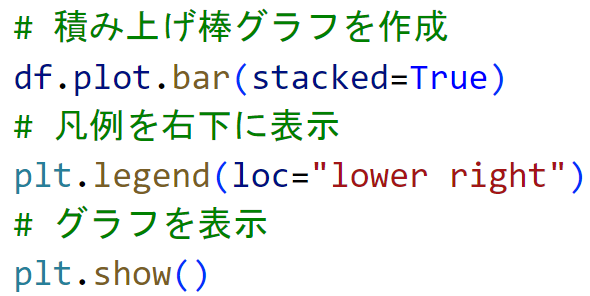 # 積み上げ棒グラフを作成
df.plot.bar(stacked=True)
# 凡例を右下に表示
plt.legend(loc="lower right")
# グラフを表示
plt.show()